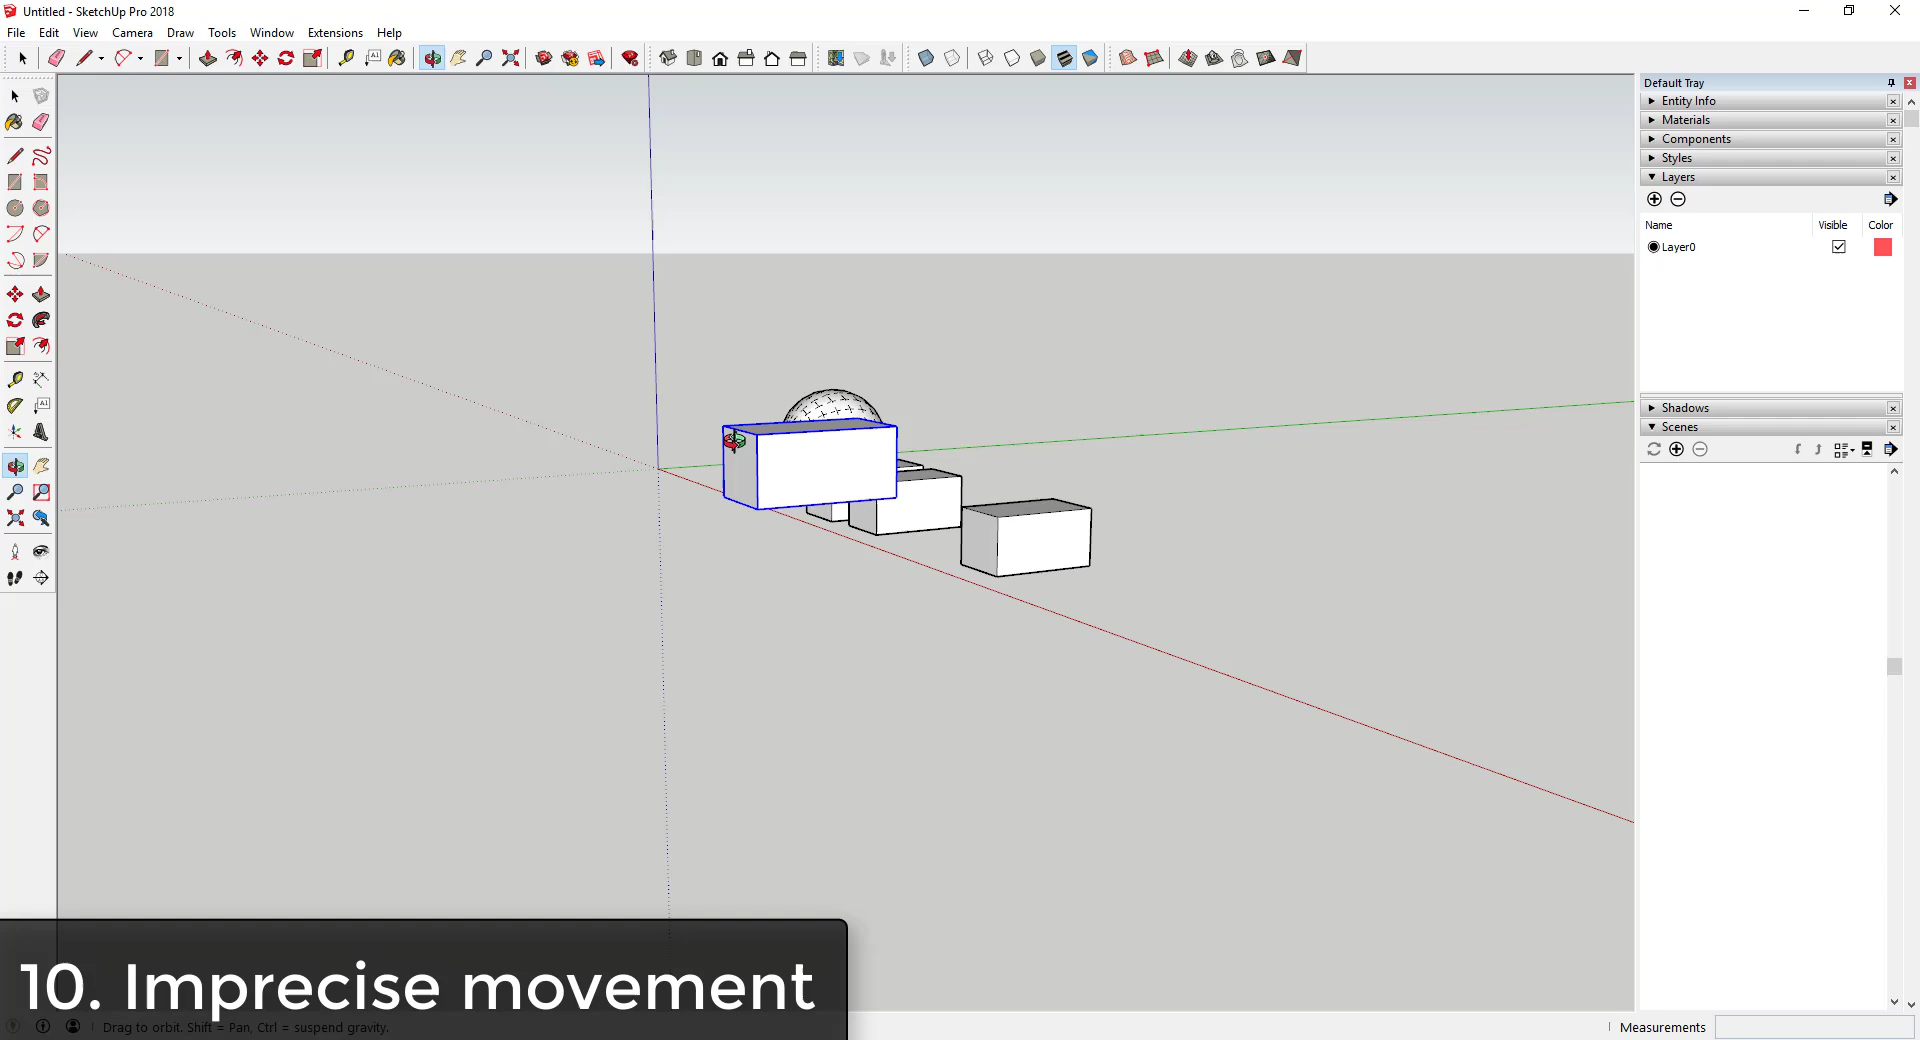 Untitled - SketchUp Pro 2018
File Edit View Camera Draw Tools Window Extensions Help
Default Tray
Entity Info
Materials
Components
Styles
Layers
Name Visible Color
Layer0
Shadows
Scenes
10. Imprecise movement
Drag to orbit. Shift = Pan, Ctrl = suspend gravity.
Measurements